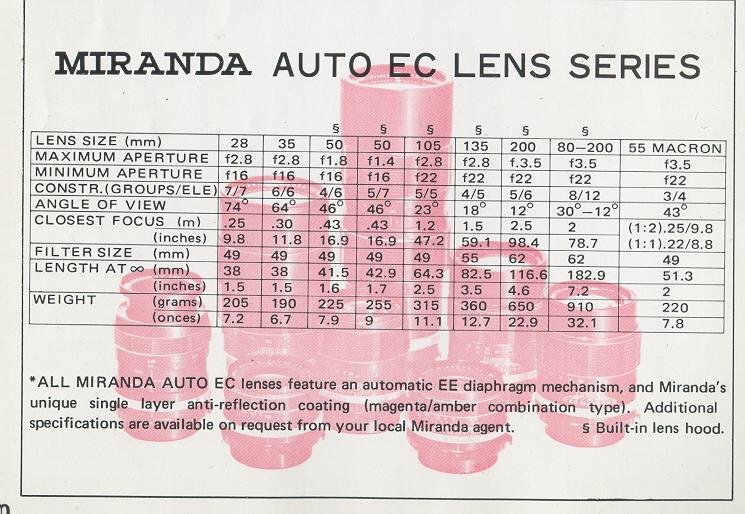 MIRANDA AUTO EC LENS SERIES
§ § § § § §
LENS SIZE (mm) 28 35 50 50 105 135 200 80–200 55 MACRON
MAXIMUM APERTURE f2.8 f2.8 f1.8 f1.4 f2.8 f2.8 f.3.5 f3.5 f3.5
MINIMUM APERTURE f16 f16 f16 f16 f22 f22 f22 f22 f22
CONSTR.(GROUPS/ELE) 7/7 6/6 4/6 5/7 5/5 4/5 5/6 8/12 3/4
ANGLE OF VIEW 74° 64° 46° 46° 23° 18° 12° 30°–12° 43°
CLOSEST FOCUS (m) .25 .30 .43 .43 1.2 1.5 2.5 2 (1:2).25/9.8
(inches) 9.8 11.8 16.9 16.9 47.2 59.1 98.4 78.7 (1:1).22/8.8
FILTER SIZE (mm) 49 49 49 49 49 55 62 62 49
LENGTH AT ∞ (mm) 38 38 41.5 42.9 64.3 82.5 116.6 182.9 51.3
(inches) 1.5 1.5 1.6 1.7 2.5 3.5 4.6 7.2 2
WEIGHT (grams) 205 190 225 255 315 360 650 910 220
(onces) 7.2 6.7 7.9 9 11.1 12.7 22.9 32.1 7.8
*ALL MIRANDA AUTO EC lenses feature an automatic EE diaphragm mechanism, and Miranda's
unique single layer anti-reflection coating (magenta/amber combination type). Additional
specifications are available on request from your local Miranda agent. § Built-in lens hood.